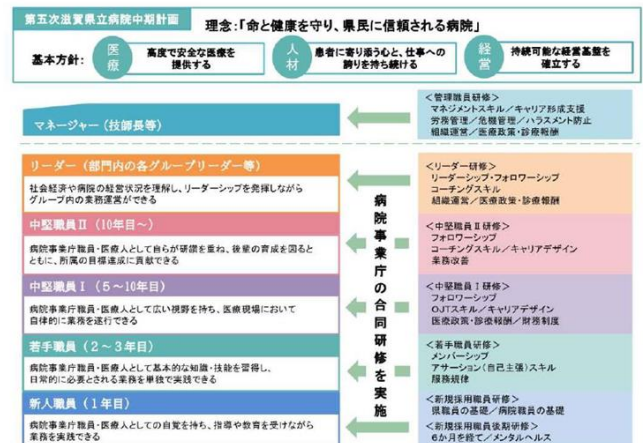 第五次滋賀県立病院中期計画
理念:「命と健康を守り、県民に信頼される病院」
基本方針:
医療
高度で安全な医療を
提供する
人材
患者に寄り添う心と、仕事への
誇りを持ち続ける
経営
持続可能な経営基盤を
確立する
マネージャー(技師長等)
<管理職員研修>
マネジメントスキル/キャリア形成支援
労務管理/危機管理/ハラスメント防止
組織運営/医療政策・診療報酬
リーダー(部門内の各グループリーダー等)
社会経済や病院の経営状況を理解し、リーダーシップを発揮しながら
グループ内の業務運営ができる
<リーダー研修>
リーダーシップ・フォロワーシップ
コーチングスキル
組織運営/医療政策・診療報酬
中堅職員Ⅱ(10年目~)
病院事業庁職員・医療人として自らが研鑽を重ね、後輩の育成を図ると
ともに、所属の目標達成に貢献できる
<中堅職員Ⅱ研修>
フォロワーシップ
コーチングスキル/キャリアデザイン
業務改善
中堅職員Ⅰ(5~10年目)
病院事業庁職員・医療人として広い視野を持ち、医療現場において
自律的に業務を遂行できる
<中堅職員Ⅰ研修>
フォロワーシップ
OJTスキル/キャリアデザイン
医療政策・診療報酬/財務制度
若手職員(2~3年目)
病院事業庁職員・医療人として基本的な知識・技能を習得し、
日常的に必要とされる業務を単独で実践できる
<若手職員研修>
メンバーシップ
アサーション(自己主張)スキル
服務規律
新人職員(1年目)
病院事業庁職員・医療人としての自覚を持ち、指導や教育を受けながら
業務を実践できる
<新規採用職員研修>
県職員の基礎/病院職員の基礎
<新規採用職員後期研修>
6か月を経て/メンタルヘルス
病院事業庁の合同研修を実施